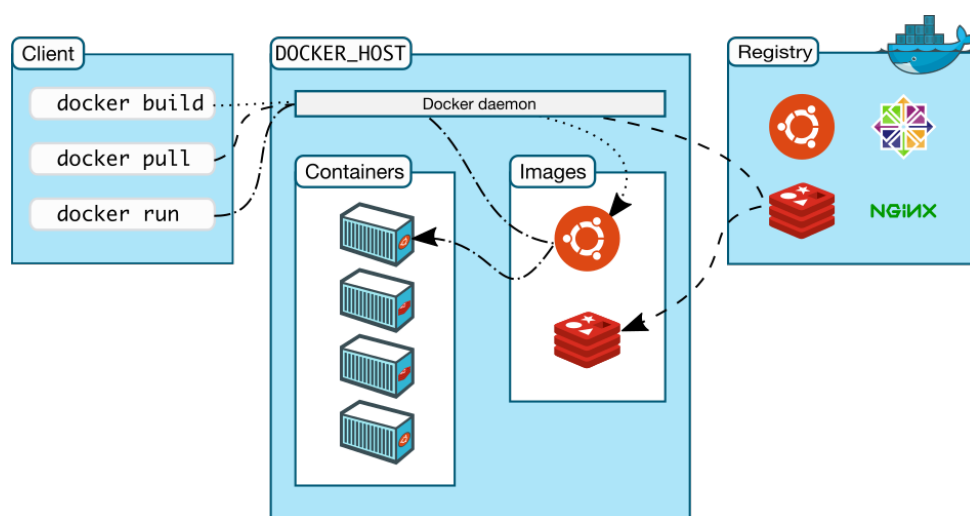 Client
docker build
docker pull
docker run
DOCKER_HOST
Docker daemon
Containers
Images
Registry
NGiNX